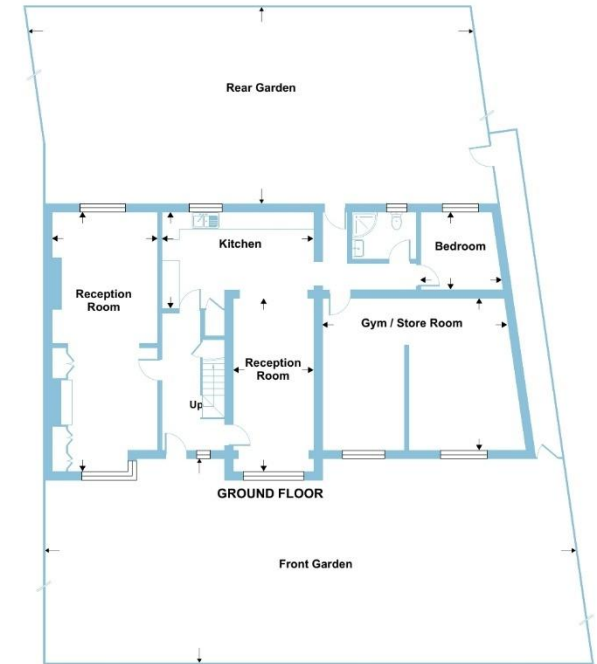 Rear Garden
Kitchen
Bedroom
Reception
Room
Gym / Store Room
Reception
Room
Up
GROUND FLOOR
Front Garden